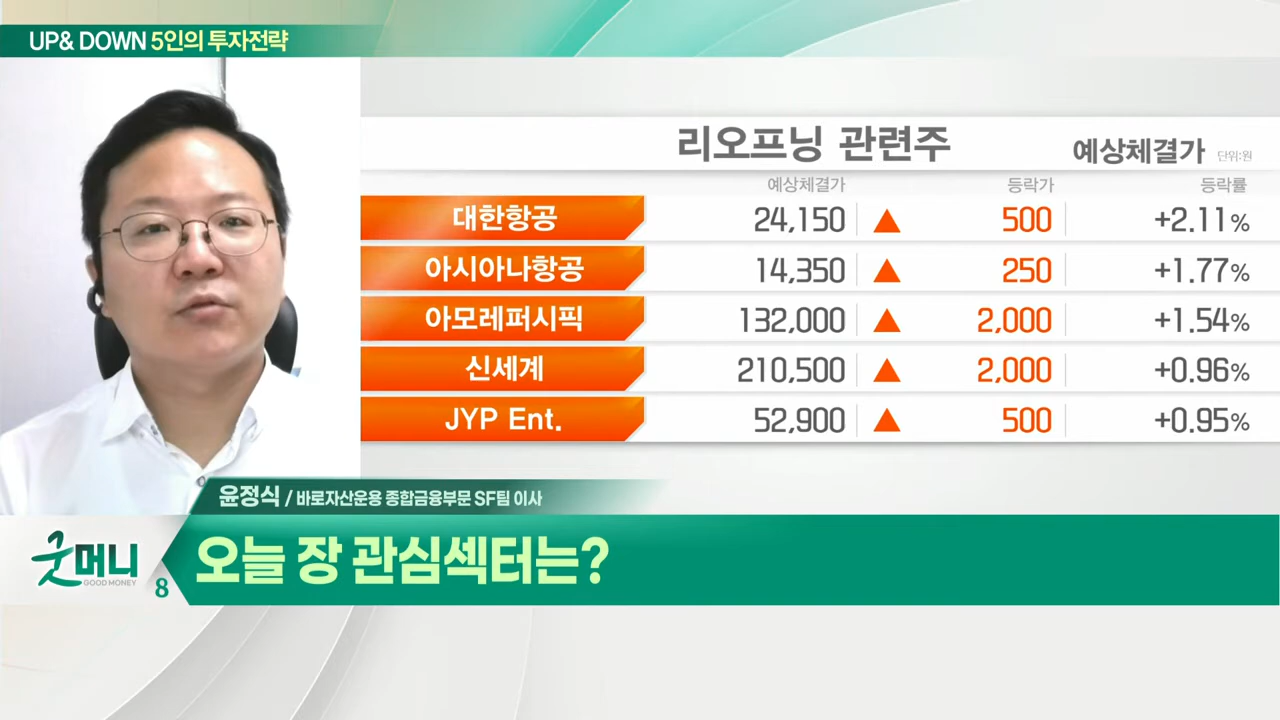 UP& DOWN 5인의 투자전략
리오프닝 관련주 예상체결가 단위:원
예상체결가 등락가 등락률
대한항공 24,150 ▲ 500 +2.11%
아시아나항공 14,350 ▲ 250 +1.77%
아모레퍼시픽 132,000 ▲ 2,000 +1.54%
신세계 210,500 ▲ 2,000 +0.96%
JYP Ent. 52,900 ▲ 500 +0.95%
윤정식 / 바로자산운용 종합금융부문 SF팀 이사
굿머니
GOOD MONEY
8
오늘 장 관심섹터는?